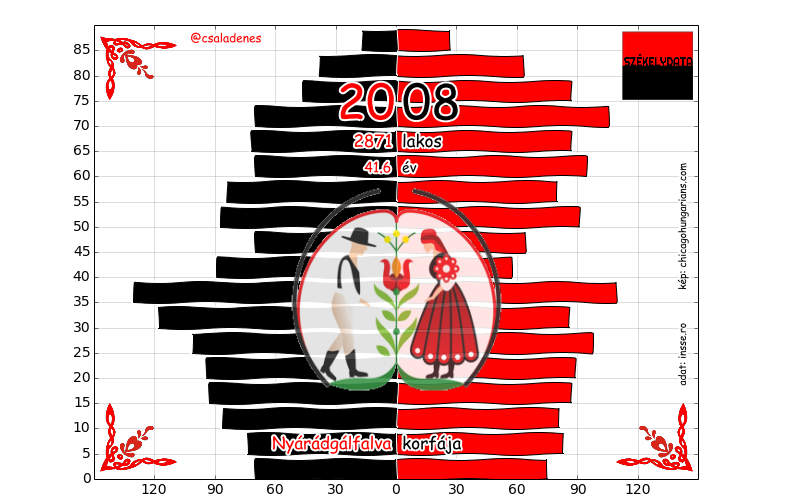 @csaladenes
SZÉKELYDATA
2008
2871 lakos
41.6 év
kép: chicagohungarians.com
adat: insse.ro
Nyárádgálfalva korfája
85
80
75
70
65
60
55
50
45
40
35
30
25
20
15
10
5
0
120 90 60 30 0 30 60 90 120